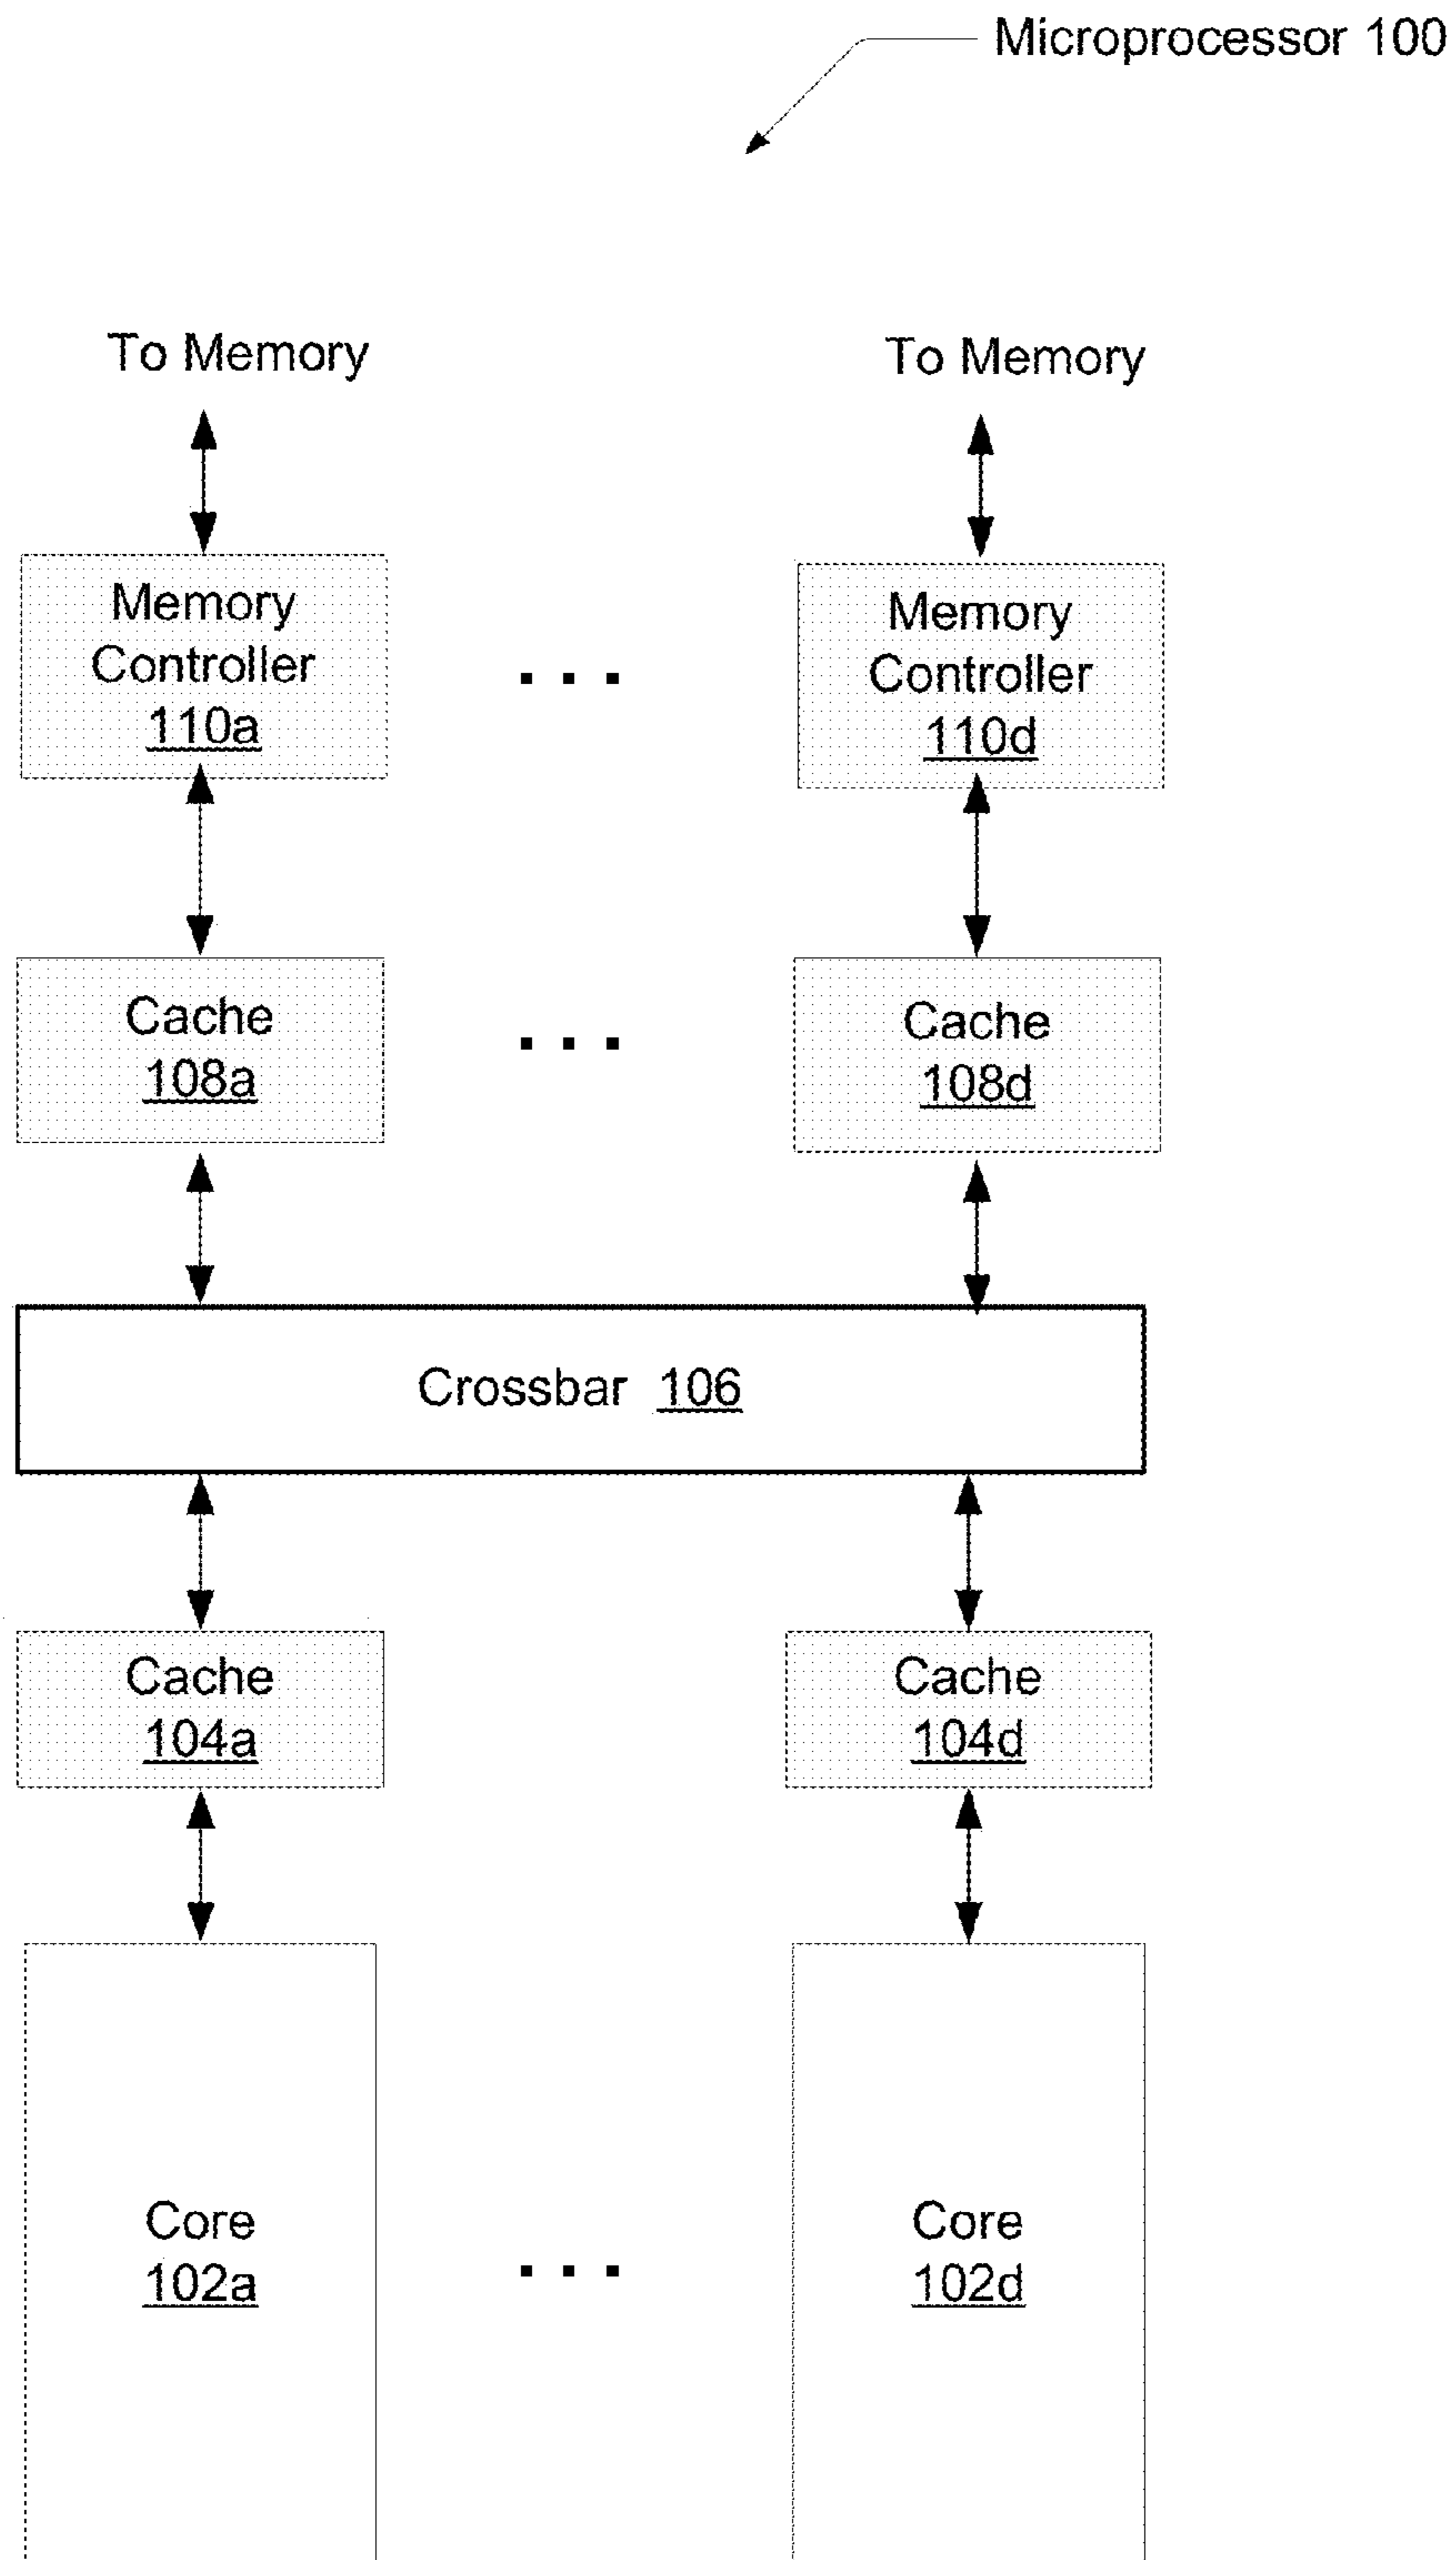 Microprocessor 100
To Memory
To Memory
Memory
Controller
110a
. . .
Memory
Controller
110d
Cache
108a
. . .
Cache
108d
Crossbar 106
Cache
104a
Cache
104d
Core
102a
. . .
Core
102d